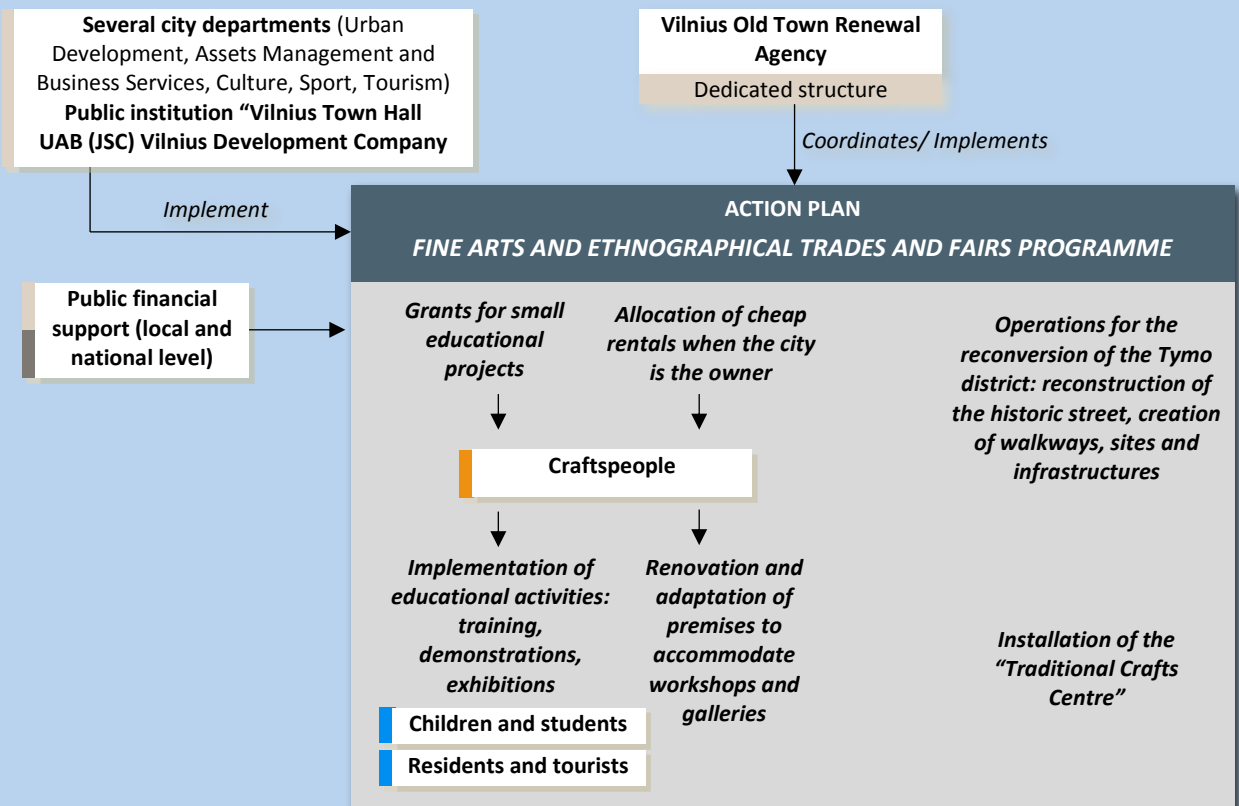 Several city departments (Urban
Development, Assets Management and
Business Services, Culture, Sport, Tourism)
Public institution “Vilnius Town Hall
UAB (JSC) Vilnius Development Company
Vilnius Old Town Renewal
Agency
Dedicated structure
Coordinates/ Implements
Implement
ACTION PLAN
FINE ARTS AND ETHNOGRAPHICAL TRADES AND FAIRS PROGRAMME
Public financial
support (local and
national level)
Grants for small
educational
projects
Allocation of cheap
rentals when the city
is the owner
Operations for the
reconversion of the Tymo
district: reconstruction of
the historic street, creation
of walkways, sites and
infrastructures
Craftspeople
Implementation of
educational activities:
training,
demonstrations,
exhibitions
Renovation and
adaptation of
premises to
accommodate
workshops and
galleries
Installation of the
“Traditional Crafts
Centre”
Children and students
Residents and tourists